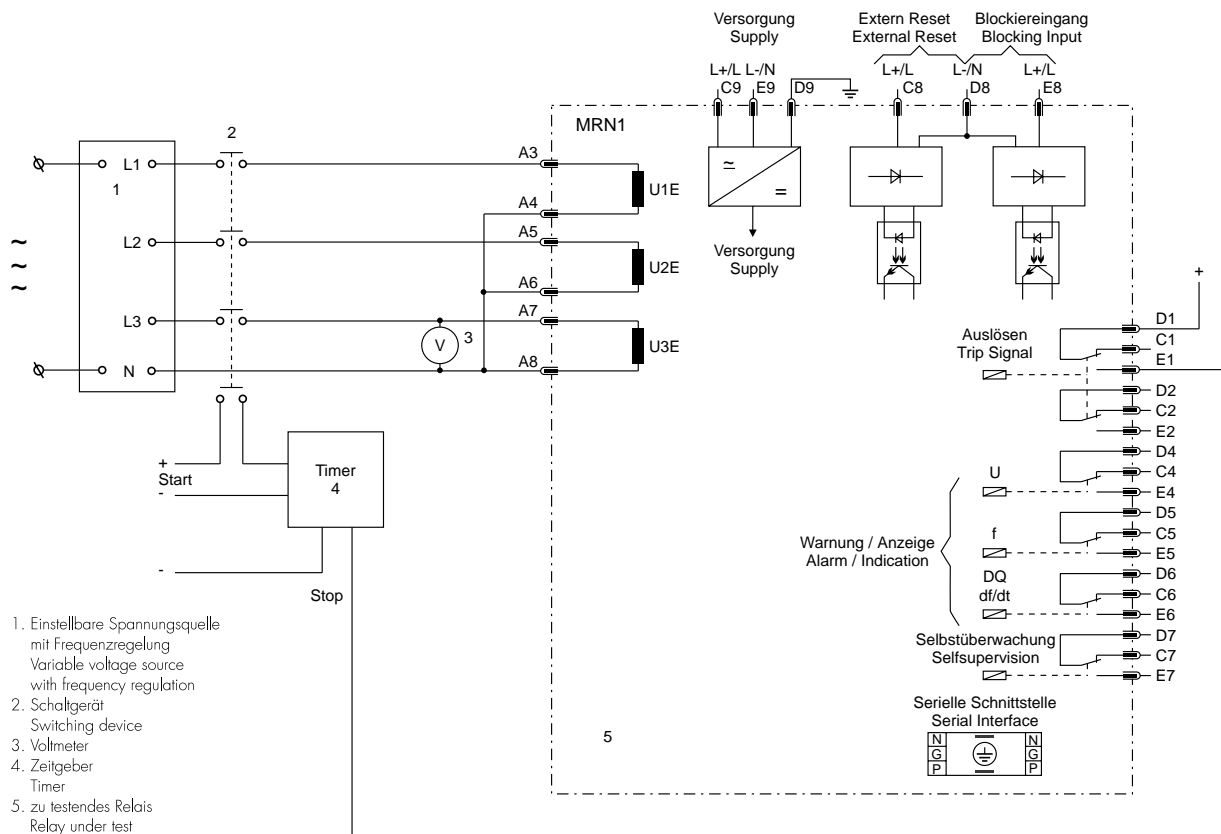 Versorgung
Supply
Extern Reset
External Reset
Blockiereingang
Blocking Input
L+/L L-/N
C9 E9 D9
L+/L L-/N L+/L
C8 D8 E8
MRN1
2
1
L1
L2
L3
N
~
~
~
A3
A4
A5
A6
A7
A8
U1E
U2E
U3E
V 3
≃
=
Versorgung
Supply
+
Auslösen
Trip Signal
D1
C1
E1
D2
C2
E2
D4
C4
E4
D5
C5
E5
D6
C6
E6
D7
C7
E7
U
f
DQ
df/dt
Warnung / Anzeige
Alarm / Indication
Selbstüberwachung
Selfsupervision
Serielle Schnittstelle
Serial Interface
N N
G G
P P
5
+
Start
-
-
Timer
4
Stop
1. Einstellbare Spannungsquelle
mit Frequenzregelung
Variable voltage source
with frequency regulation
2. Schaltgerät
Switching device
3. Voltmeter
4. Zeitgeber
Timer
5. zu testendes Relais
Relay under test